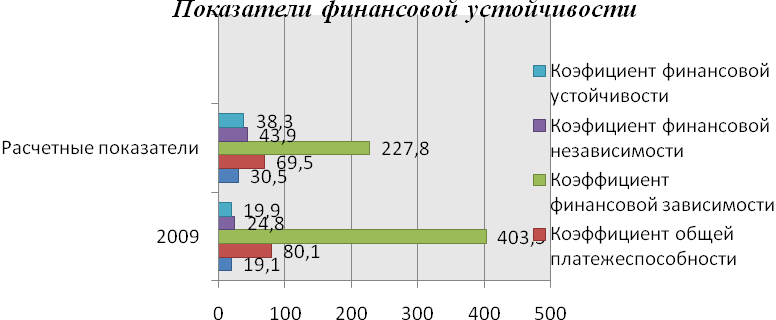 Показатели финансовой устойчивости
Коэфициент финансовой
устойчивости
Коэфициент финансовой
независимости
Коэффициент
финансовой зависимости
Коэффициент общей
платежеспособности
Расчетные показатели
38,3
43,9
227,8
69,5
30,5
2009
19,9
24,8
80,1
19,1
0 100 200 300 400 500